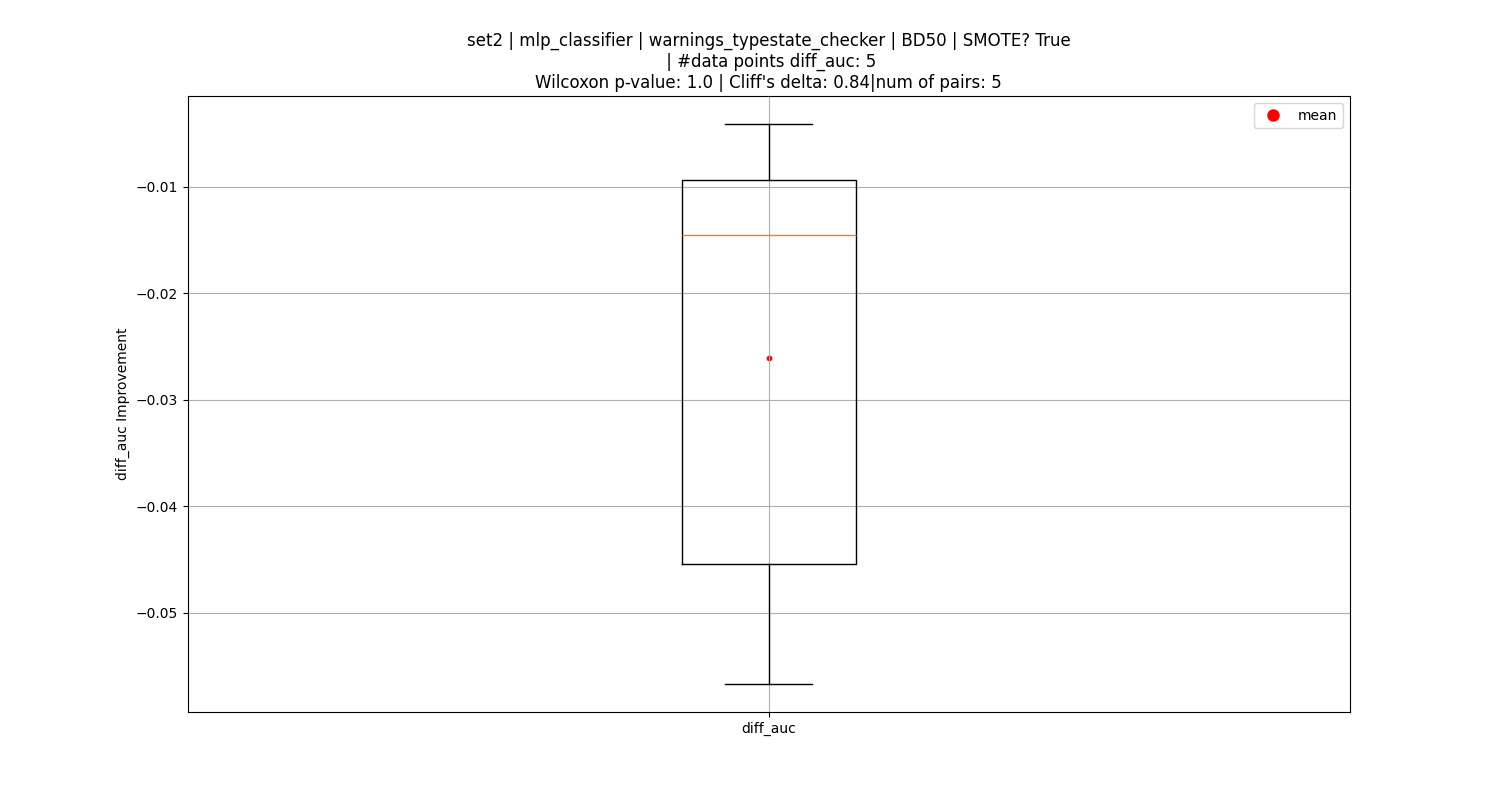 set2 | mlp_classifier | warnings_typestate_checker | BD50 | SMOTE? True
| #data points diff_auc: 5
Wilcoxon p-value: 1.0 | Cliff's delta: 0.84|num of pairs: 5
mean
−0.01
−0.02
−0.03
−0.04
−0.05
diff_auc Improvement
diff_auc